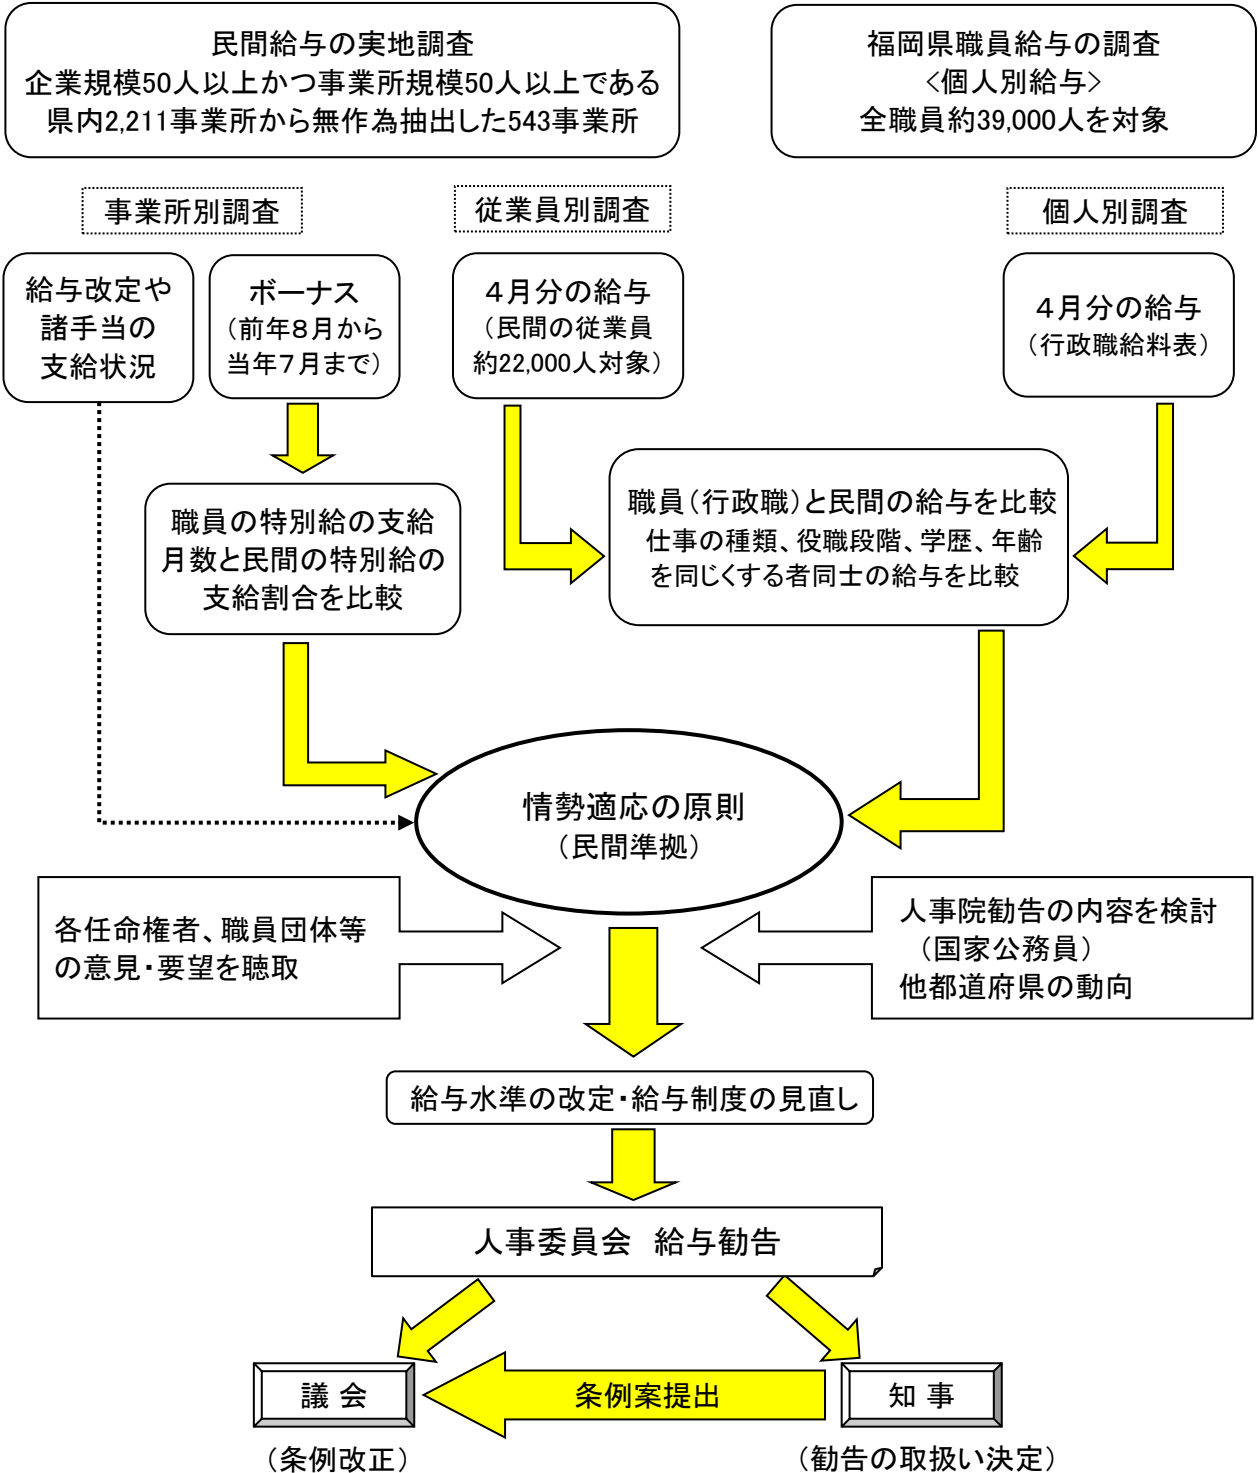 民間給与の実地調査
企業規模50人以上かつ事業所規模50人以上である
県内2,211事業所から無作為抽出した543事業所
福岡県職員給与の調査
<個人別給与>
全職員約39,000人を対象
事業所別調査
従業員別調査
個人別調査
給与改定や
諸手当の
支給状況
ボーナス
（前年８月から
当年７月まで）
４月分の給与
（民間の従業員
約22,000人対象）
４月分の給与
（行政職給料表）
職員の特別給の支給
月数と民間の特別給の
支給割合を比較
職員（行政職）と民間の給与を比較
仕事の種類、役職段階、学歴、年齢
を同じくする者同士の給与を比較
情勢適応の原則
（民間準拠）
各任命権者、職員団体等
の意見・要望を聴取
人事院勧告の内容を検討
（国家公務員）
他都道府県の動向
給与水準の改定・給与制度の見直し
人事委員会　給与勧告
議 会
条例案提出
知 事
（条例改正）
（勧告の取扱い決定）